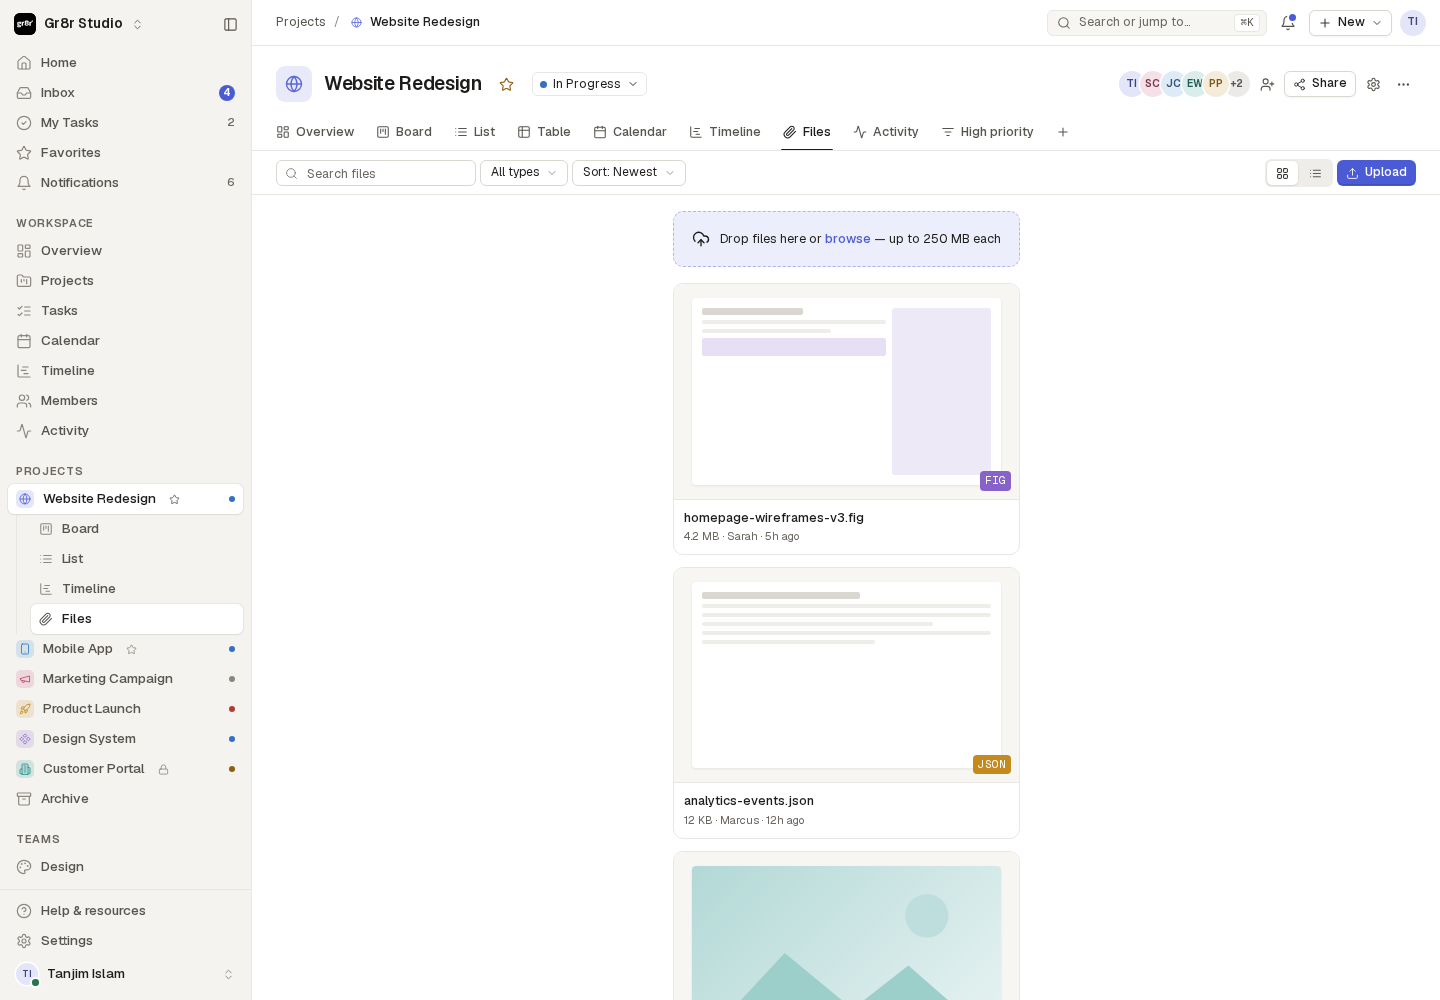 gr8r
Gr8r Studio
Home
Inbox 4
My Tasks 2
Favorites
Notifications 6
WORKSPACE
Overview
Projects
Tasks
Calendar
Timeline
Members
Activity
PROJECTS
Website Redesign
Board
List
Timeline
Files
Mobile App
Marketing Campaign
Product Launch
Design System
Customer Portal
Archive
TEAMS
Design
Help & resources
Settings
TI Tanjim Islam
Projects / Website Redesign
Search or jump to... ⌘K
New
TI
Website Redesign
In Progress
TI SC JC EW PP +2
Share
Overview Board List Table Calendar Timeline Files Activity High priority
Search files
All types
Sort: Newest
Upload
Drop files here or browse — up to 250 MB each
FIG
homepage-wireframes-v3.fig
4.2 MB · Sarah · 5h ago
JSON
analytics-events.json
12 KB · Marcus · 12h ago